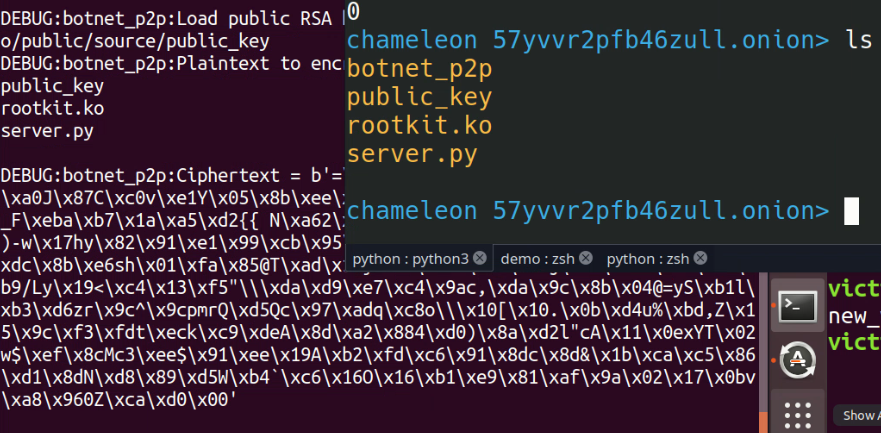 DEBUG:botnet_p2p:Load public RSA
o/public/source/public_key
DEBUG:botnet_p2p:Plaintext to enc
public_key
rootkit.ko
server.py
DEBUG:botnet_p2p:Ciphertext = b'=
\xa0J\x87C\xc0v\xe1Y\x05\x8b\xee\
_F\xeba\xb7\x1a\xa5\xd2{{ N\xa62\
)-w\x17hy\x82\x91\xe1\x99\xcb\x95
xdc\x8b\xe6sh\x01\xfa\x85@T\xad\
b9/Ly\x19<\xc4\x13\xf5"\\\xda\xd9\xe7\xc4\x9ac,\xda\x9c\x8b\x04@=yS\xb1l\
xb3\xd6zr\x9c^\x9cpmrQ\xd5Qc\x97\xadq\xc8o\\\x10[\x10.\x0b\xd4u%\xbd,Z\x1
5\x9c\xf3\xfdt\xeck\xc9\xdeA\x8d\xa2\x884\xd0)\x8a\xd2l"cA\x11\x0exYT\x02
w$\xef\x8cMc3\xee$\x91\xee\x19A\xb2\xfd\xc6\x91\x8dc\x8d&\x1b\xca\xc5\x86
\xd1\x8dN\xd8\x89\xd5W\xb4`\xc6\x16O\x16\xb1\xe9\x81\xaf\x9a\x02\x17\x0bv
\xa8\x960Z\xca\xd0\x00'
0
chameleon 57yvvr2pfb46zull.onion> ls
botnet_p2p
public_key
rootkit.ko
server.py
chameleon 57yvvr2pfb46zull.onion>
python : python3
demo : zsh
python : zsh
vict
new_
vict
Show A